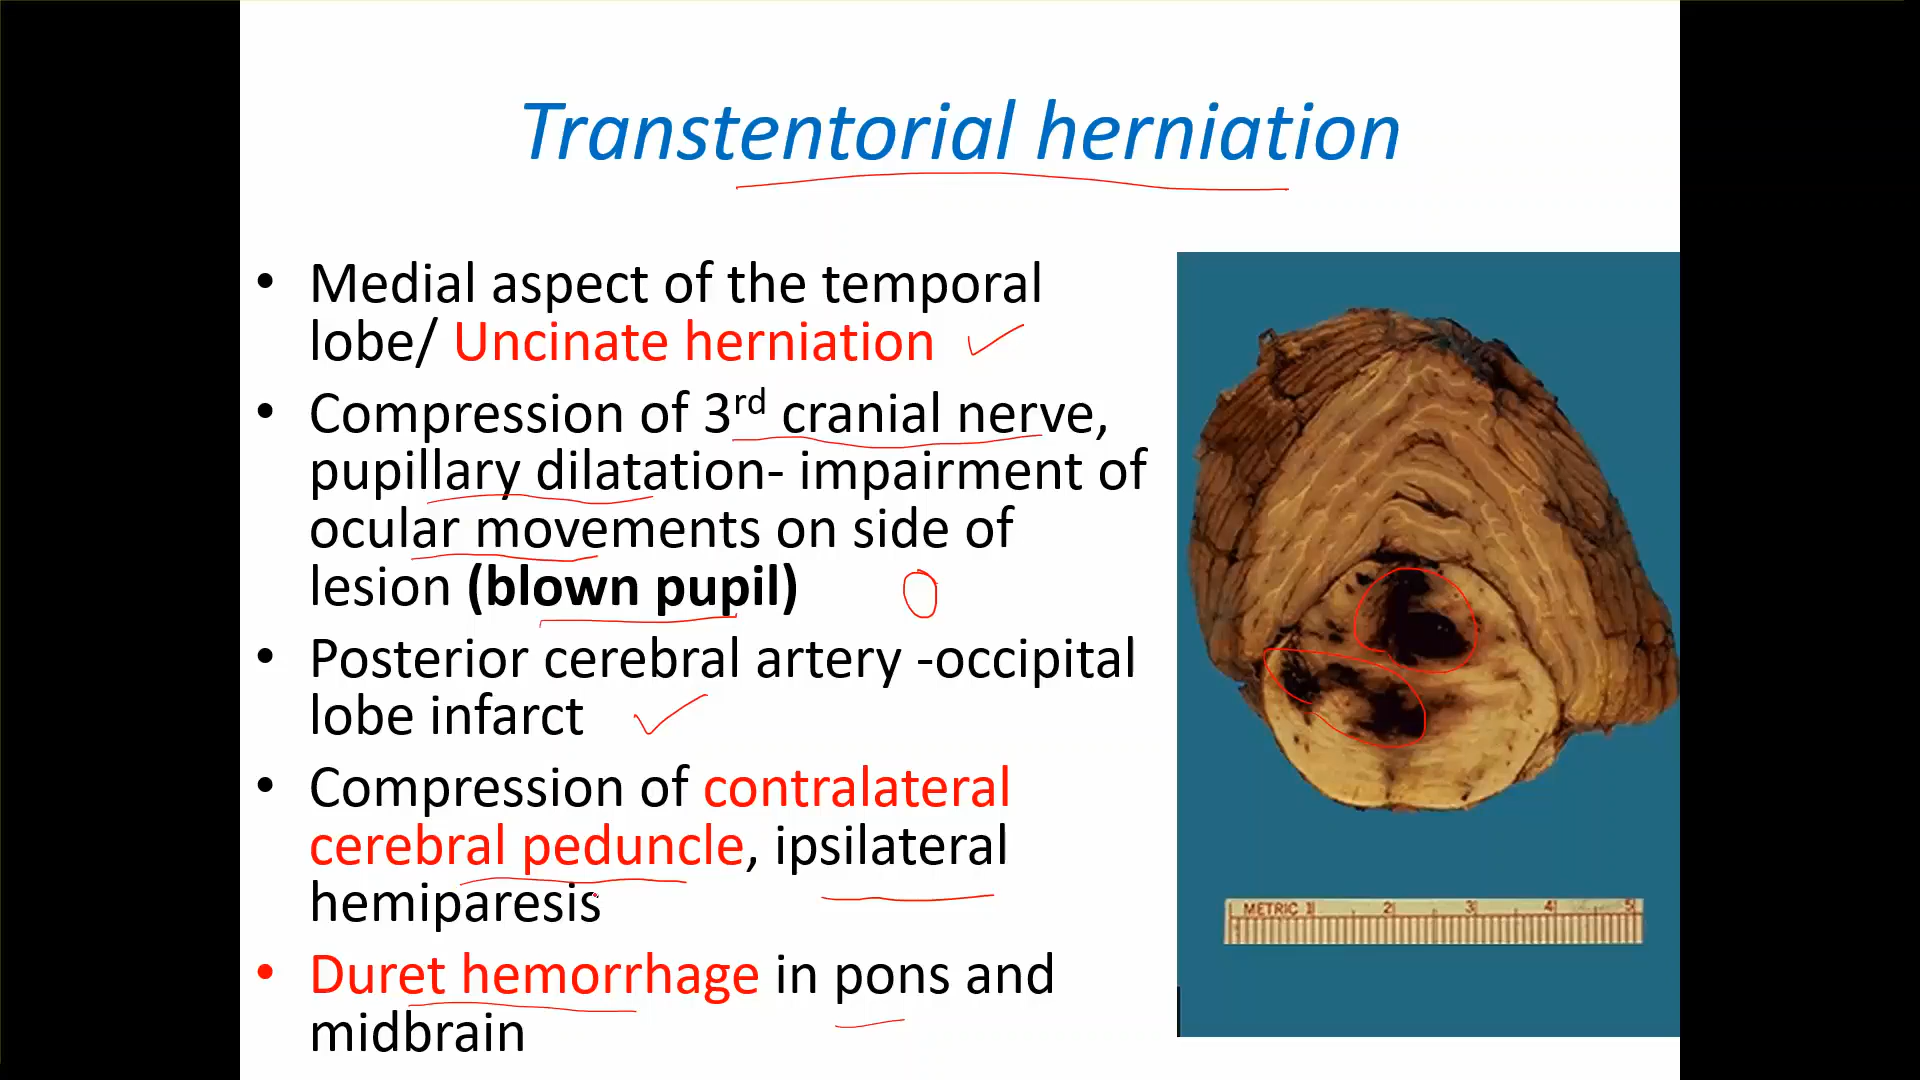 Transtentorial herniation
• Medial aspect of the temporal
lobe/ Uncinate herniation
• Compression of 3rd cranial nerve,
pupillary dilatation- impairment of
ocular movements on side of
lesion (blown pupil)
• Posterior cerebral artery -occipital
lobe infarct
• Compression of contralateral
cerebral peduncle, ipsilateral
hemiparesis
• Duret hemorrhage in pons and
midbrain
METRIC 1 2 3 4 5